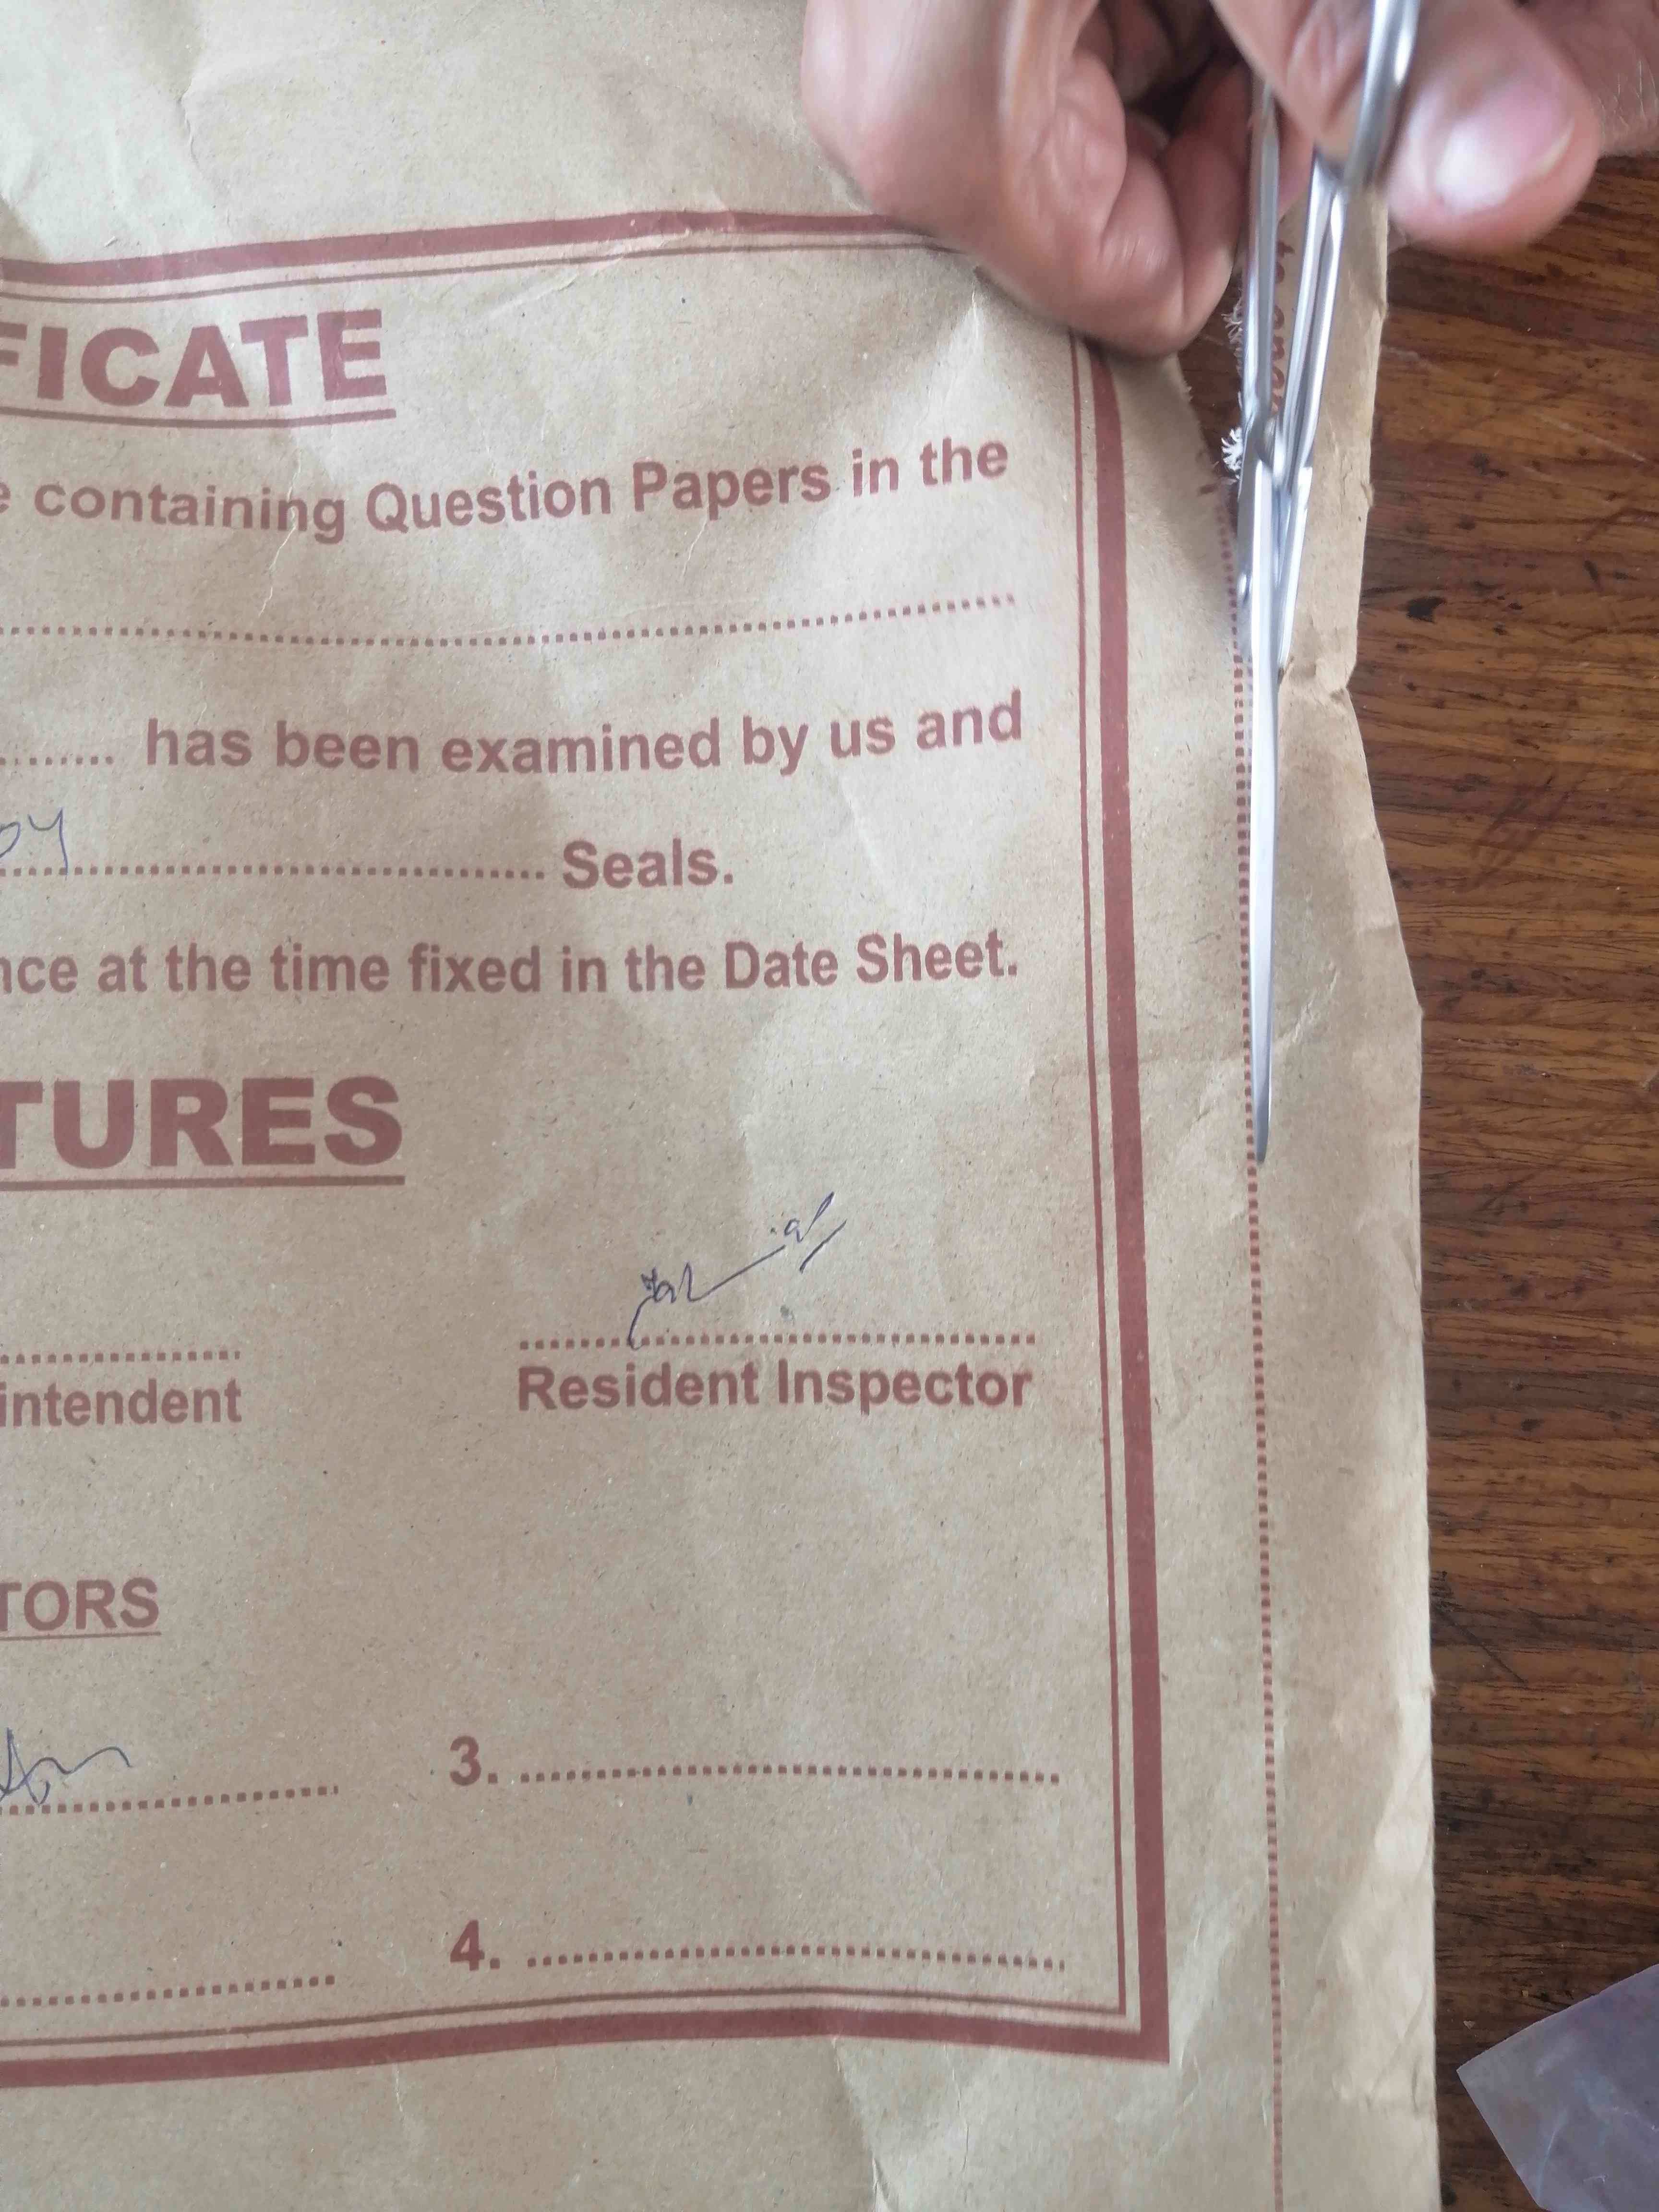 FICATE
containing Question Papers in the
has been examined by us and
04 Seals.
nce at the time fixed in the Date Sheet.
TURES
Resident Inspector
intendent
TORS
3.
4.